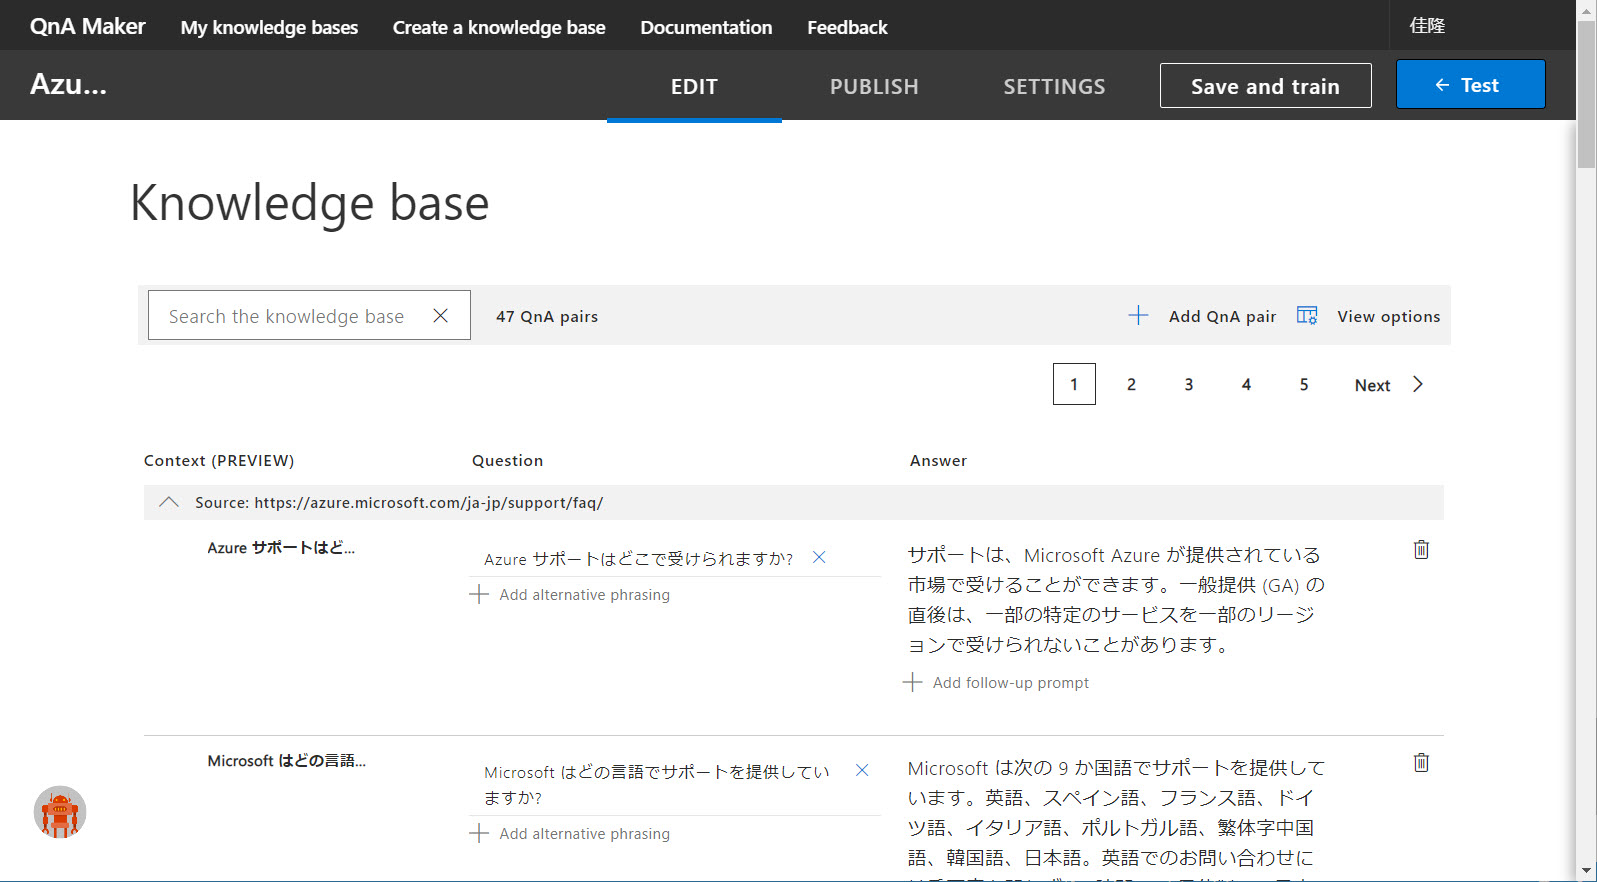 QnA Maker My knowledge bases Create a knowledge base Documentation Feedback 佳隆
Azu... EDIT PUBLISH SETTINGS Save and train Test
Knowledge base
Search the knowledge base 47 QnA pairs Add QnA pair View options
1 2 3 4 5 Next
Context (PREVIEW) Question Answer
Source: https://azure.microsoft.com/ja-jp/support/faq/
Azure サポートはど...
Azure サポートはどこで受けられますか?
Add alternative phrasing
サポートは、Microsoft Azure が提供されている
市場で受けることができます。一般提供 (GA) の
直後は、一部の特定のサービスを一部のリージ
ョンで受けられないことがあります。
Add follow-up prompt
Microsoft はどの言語...
Microsoft はどの言語でサポートを提供してい
ますか?
Add alternative phrasing
Microsoft は次の 9 か国語でサポートを提供して
います。英語、スペイン語、フランス語、ドイ
ツ語、イタリア語、ポルトガル語、繁体字中国
語、韓国語、日本語。英語でのお問い合わせに